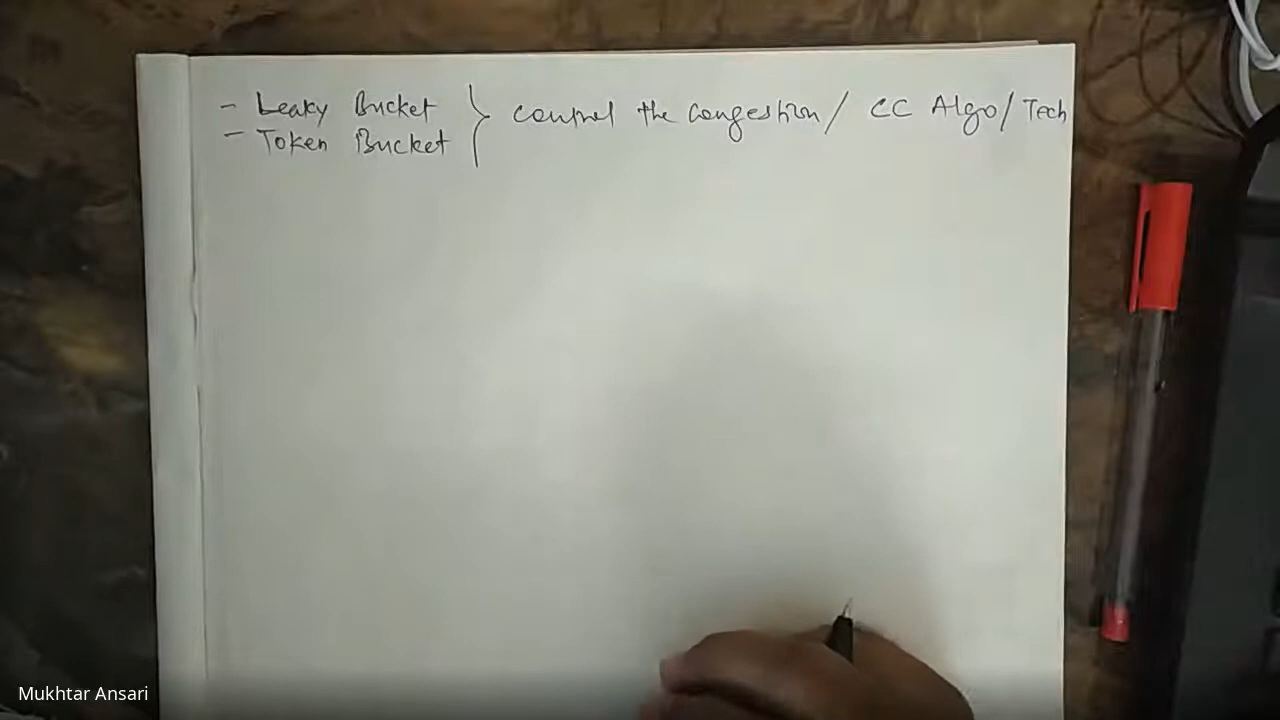 - Leaky Bucket } control the congestion / CC Algo / Tech
- Token Bucket
Mukhtar Ansari